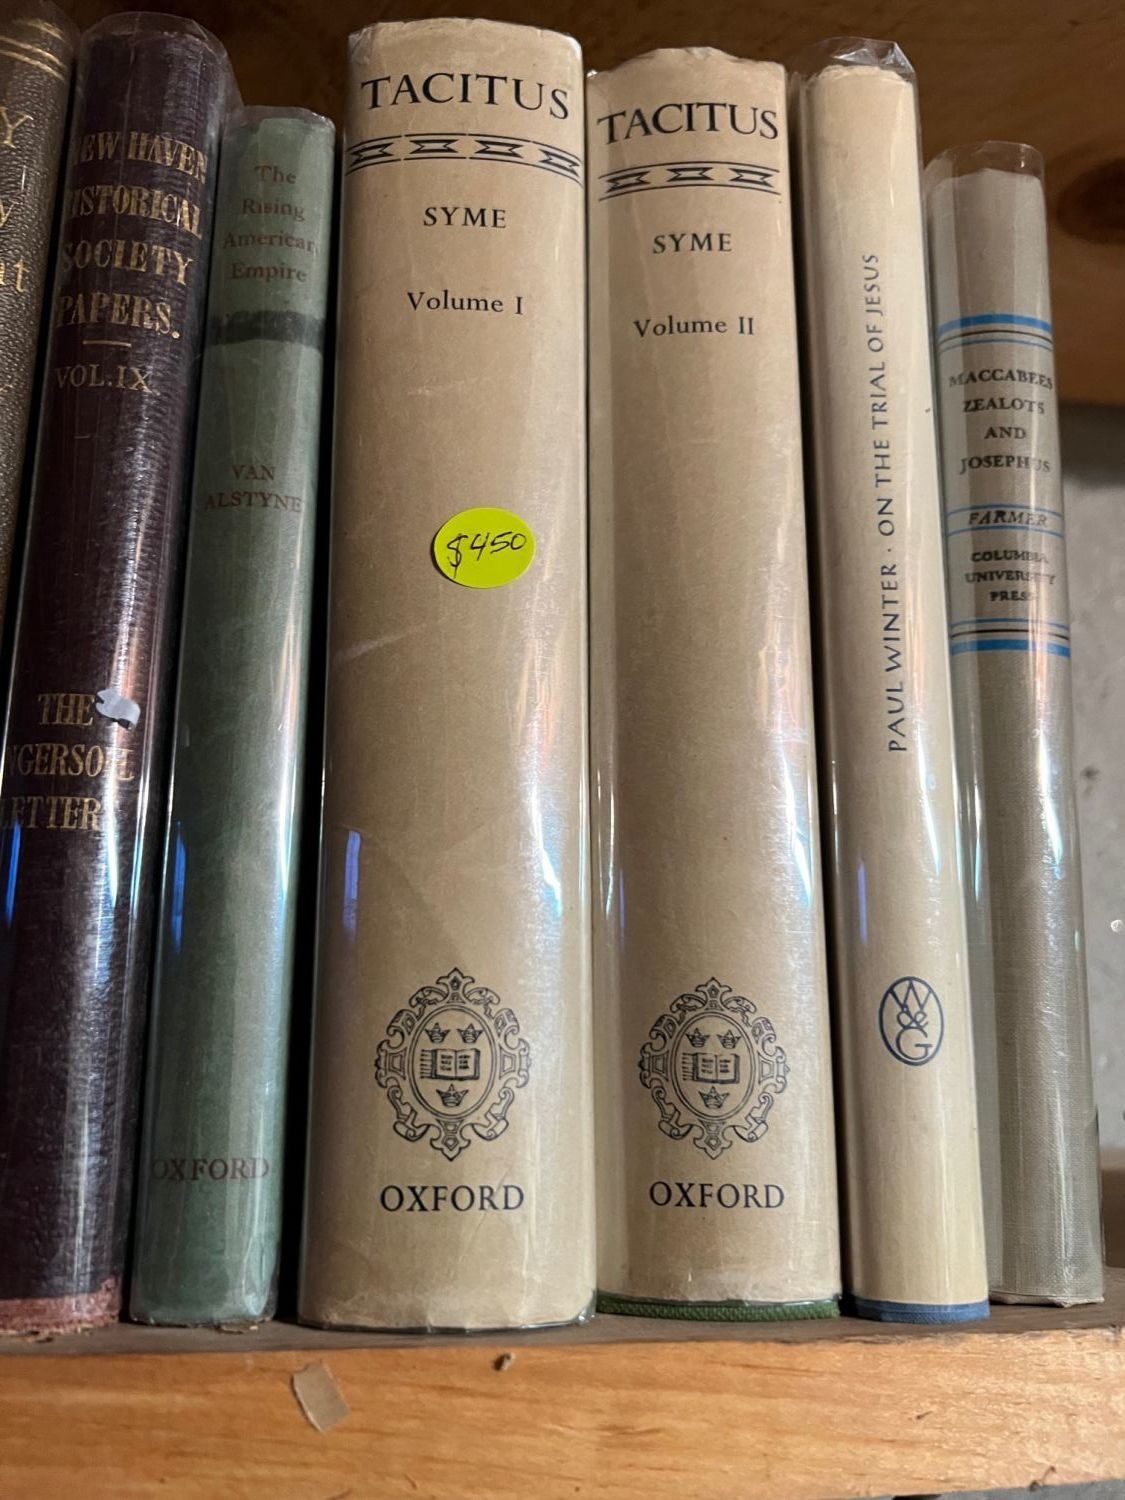 Y
NEW HAVEN
HISTORICAL
SOCIETY
PAPERS.
VOL.IX
THE
INGERSOLL
LETTERS
The
Rising
American
Empire
VAN
ALSTYNE
OXFORD
TACITUS
SYME
Volume I
$450
OXFORD
TACITUS
SYME
Volume II
OXFORD
PAUL WINTER · ON THE TRIAL OF JESUS
W&G
MACCABEES
ZEALOTS
AND
JOSEPHUS
FARMER
COLUMBIA
UNIVERSITY
PRESS